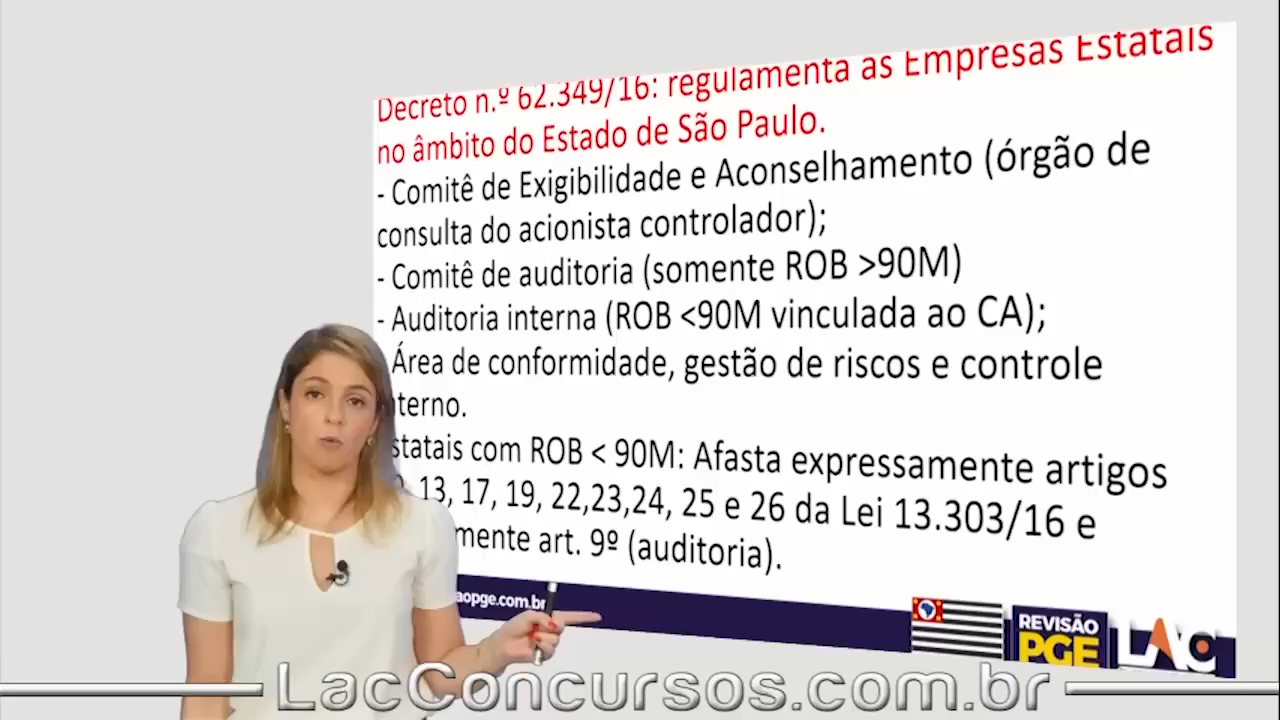 Decreto n.º 62.349/16: regulamenta as Empresas Estatais
no âmbito do Estado de São Paulo.
- Comitê de Exigibilidade e Aconselhamento (órgão de
consulta do acionista controlador);
- Comitê de auditoria (somente ROB >90M)
- Auditoria interna (ROB <90M vinculada ao CA);
Área de conformidade, gestão de riscos e controle
nterno.
statais com ROB < 90M: Afasta expressamente artigos
13, 17, 19, 22,23,24, 25 e 26 da Lei 13.303/16 e
mente art. 9º (auditoria).
aopge.com.br
REVISÃO
PGE
LAC
LacConcursos.com.br